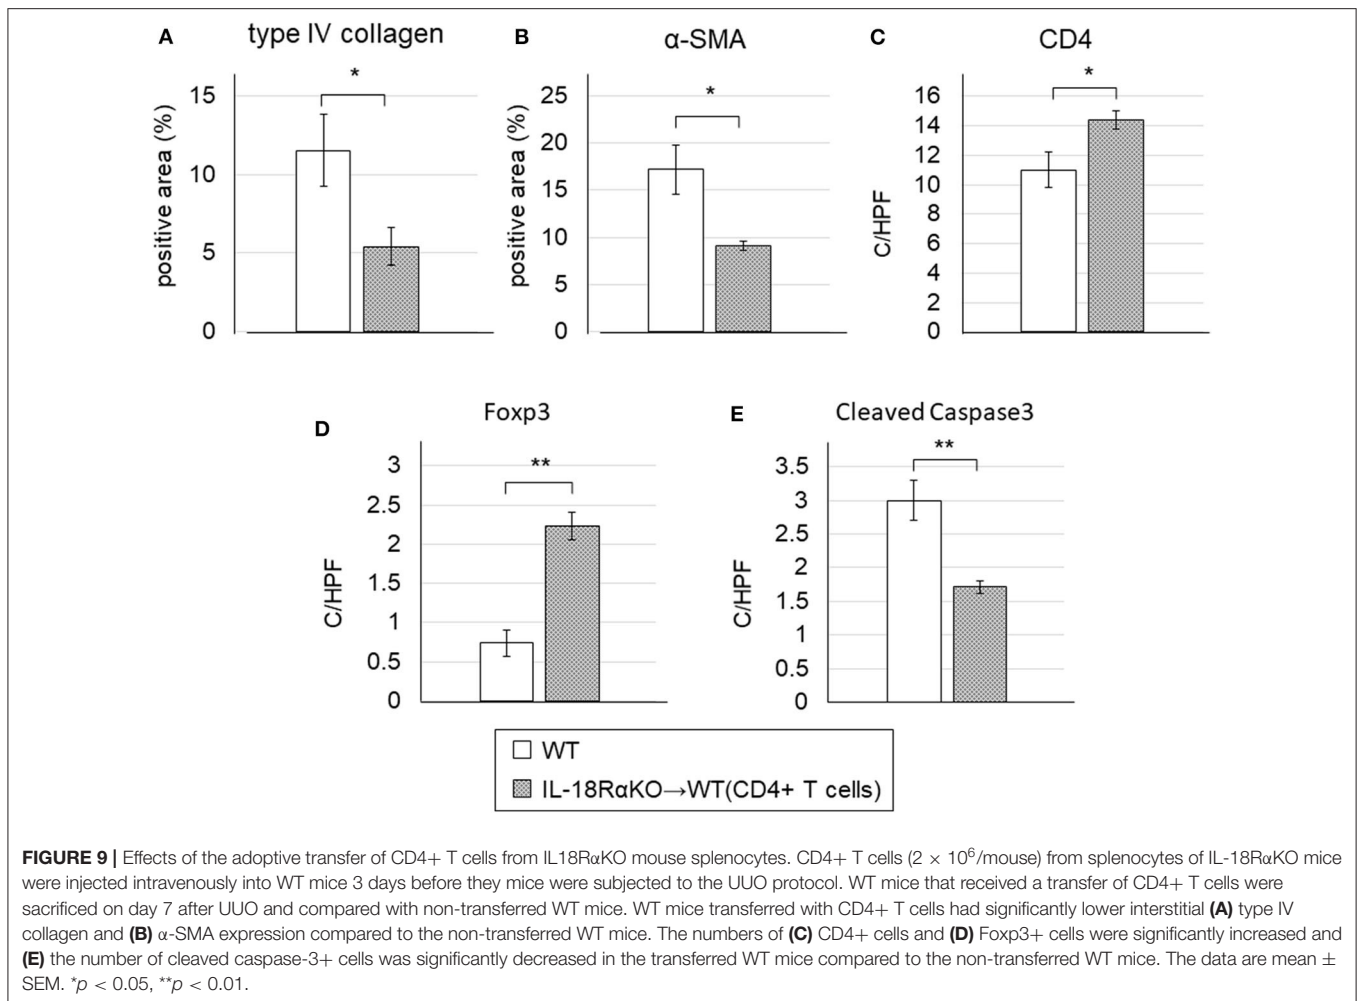 A type IV collagen
positive area (%)
15
10
5
0
*
B α-SMA
positive area (%)
25
20
15
10
5
0
*
C CD4
C/HPF
16
14
12
10
8
6
4
2
0
*
D Foxp3
C/HPF
3
2.5
2
1.5
1
0.5
0
**
E Cleaved Caspase3
C/HPF
3.5
3
2.5
2
1.5
1
0.5
0
**
WT
IL-18RαKO→WT(CD4+ T cells)
FIGURE 9 | Effects of the adoptive transfer of CD4+ T cells from IL18RαKO mouse splenocytes. CD4+ T cells (2 × 10⁶/mouse) from splenocytes of IL-18RαKO mice
were injected intravenously into WT mice 3 days before they mice were subjected to the UUO protocol. WT mice that received a transfer of CD4+ T cells were
sacrificed on day 7 after UUO and compared with non-transferred WT mice. WT mice transferred with CD4+ T cells had significantly lower interstitial (A) type IV
collagen and (B) α-SMA expression compared to the non-transferred WT mice. The numbers of (C) CD4+ cells and (D) Foxp3+ cells were significantly increased and
(E) the number of cleaved caspase-3+ cells was significantly decreased in the transferred WT mice compared to the non-transferred WT mice. The data are mean ±
SEM. *p < 0.05, **p < 0.01.